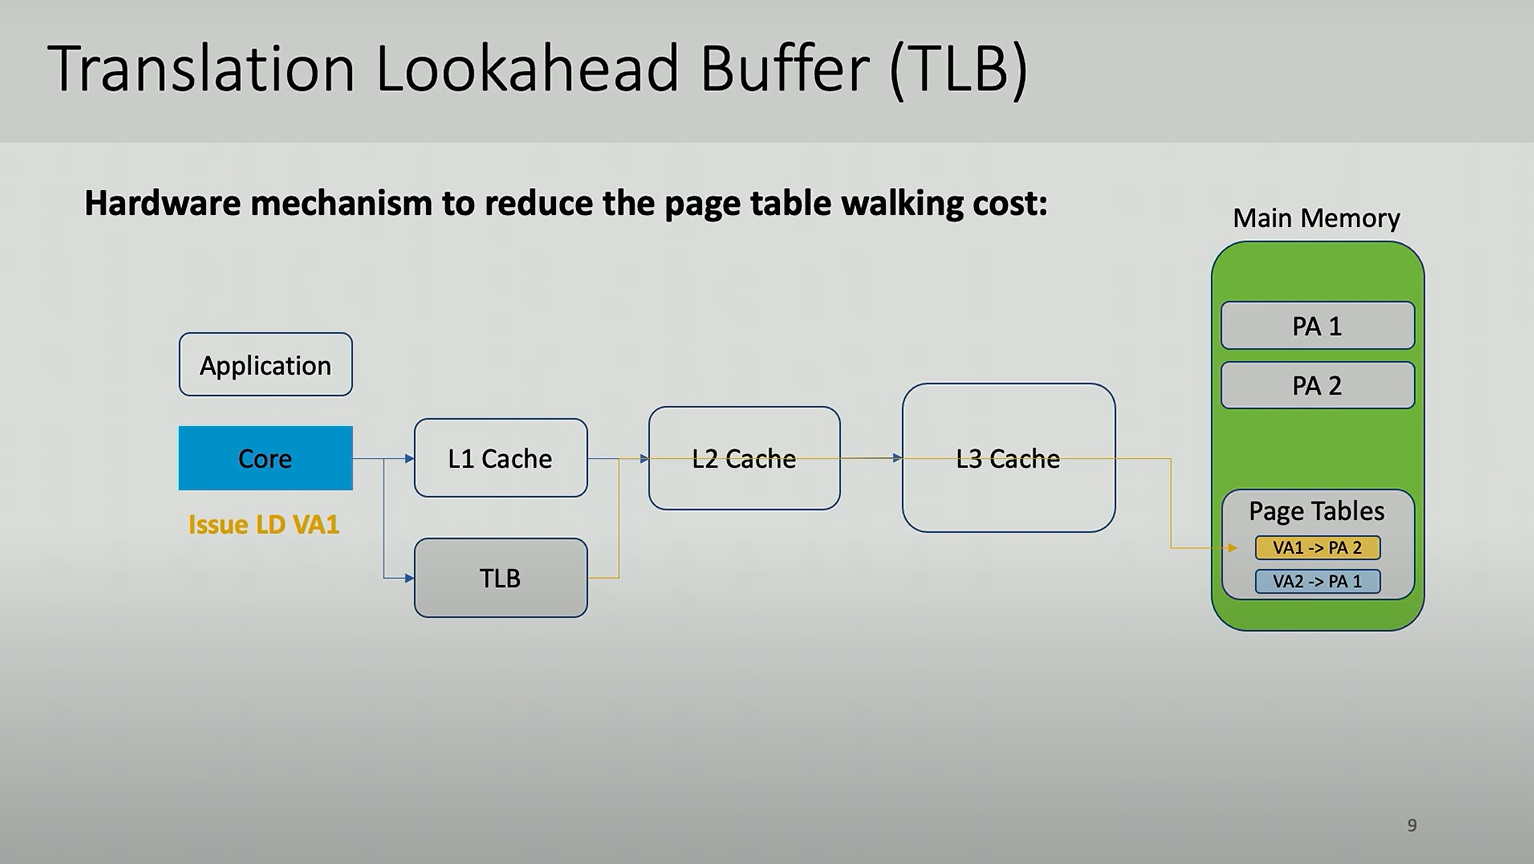 Translation Lookahead Buffer (TLB)
Hardware mechanism to reduce the page table walking cost:
Main Memory
PA 1
PA 2
Application
Core
L1 Cache
L2 Cache
L3 Cache
Issue LD VA1
TLB
Page Tables
VA1 -> PA 2
VA2 -> PA 1
9